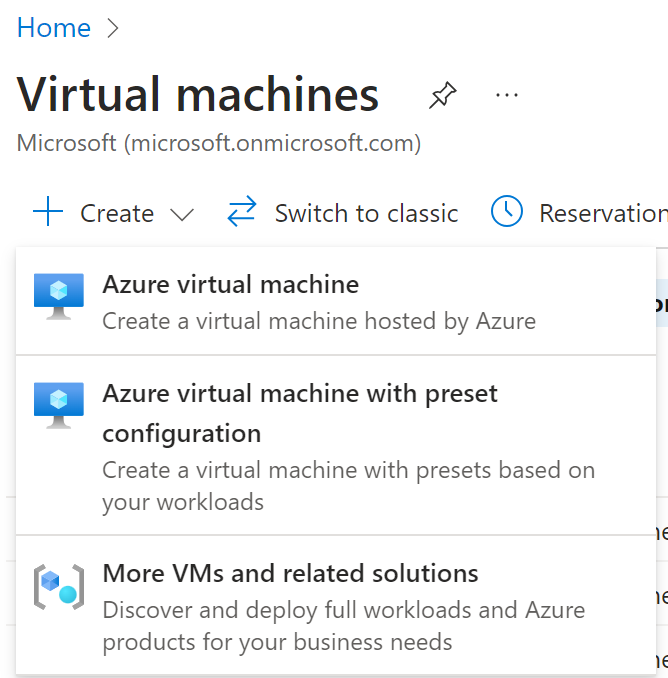 Home
Virtual machines
Microsoft (microsoft.onmicrosoft.com)
Create
Switch to classic
Reservation
Azure virtual machine
Create a virtual machine hosted by Azure
Azure virtual machine with preset
configuration
Create a virtual machine with presets based on
your workloads
More VMs and related solutions
Discover and deploy full workloads and Azure
products for your business needs